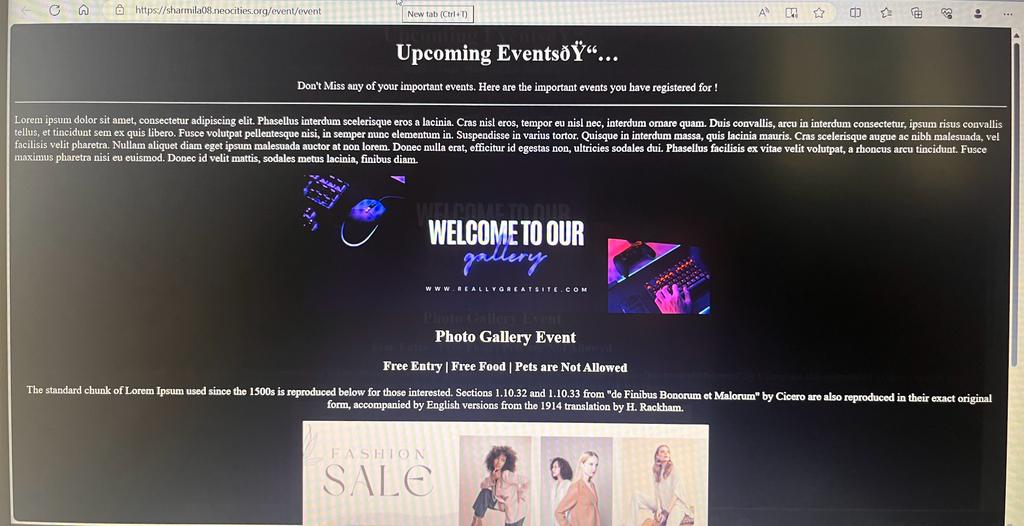 https://sharmila08.neocities.org/event/event
New tab (Ctrl+T)
Upcoming EventsðŸ“…
Don't Miss any of your important events. Here are the important events you have registered for !
Lorem ipsum dolor sit amet, consectetur adipiscing elit. Phasellus interdum scelerisque eros a lacinia. Cras nisl eros, tempor eu nisl nec, interdum ornare quam. Duis convallis, arcu in interdum consectetur, ipsum risus convallis
tellus, et tincidunt sem ex quis libero. Fusce volutpat pellentesque nisi, in semper nunc elementum in. Suspendisse in varius tortor. Quisque in interdum massa, quis lacinia mauris. Cras scelerisque augue ac nibh malesuada, vel
facilisis velit pharetra. Nullam aliquet diam eget ipsum malesuada auctor at non lorem. Donec nulla erat, efficitur id egestas non, ultricies sodales dui. Phasellus facilisis ex vitae velit volutpat, a rhoncus arcu tincidunt. Fusce
maximus pharetra nisi eu euismod. Donec id velit mattis, sodales metus lacinia, finibus diam.
WELCOME TO OUR
gallery
WWW.REALLYGREATSITE.COM
Photo Gallery Event
Free Entry | Free Food | Pets are Not Allowed
The standard chunk of Lorem Ipsum used since the 1500s is reproduced below for those interested. Sections 1.10.32 and 1.10.33 from "de Finibus Bonorum et Malorum" by Cicero are also reproduced in their exact original
form, accompanied by English versions from the 1914 translation by H. Rackham.
FASHION
SALE